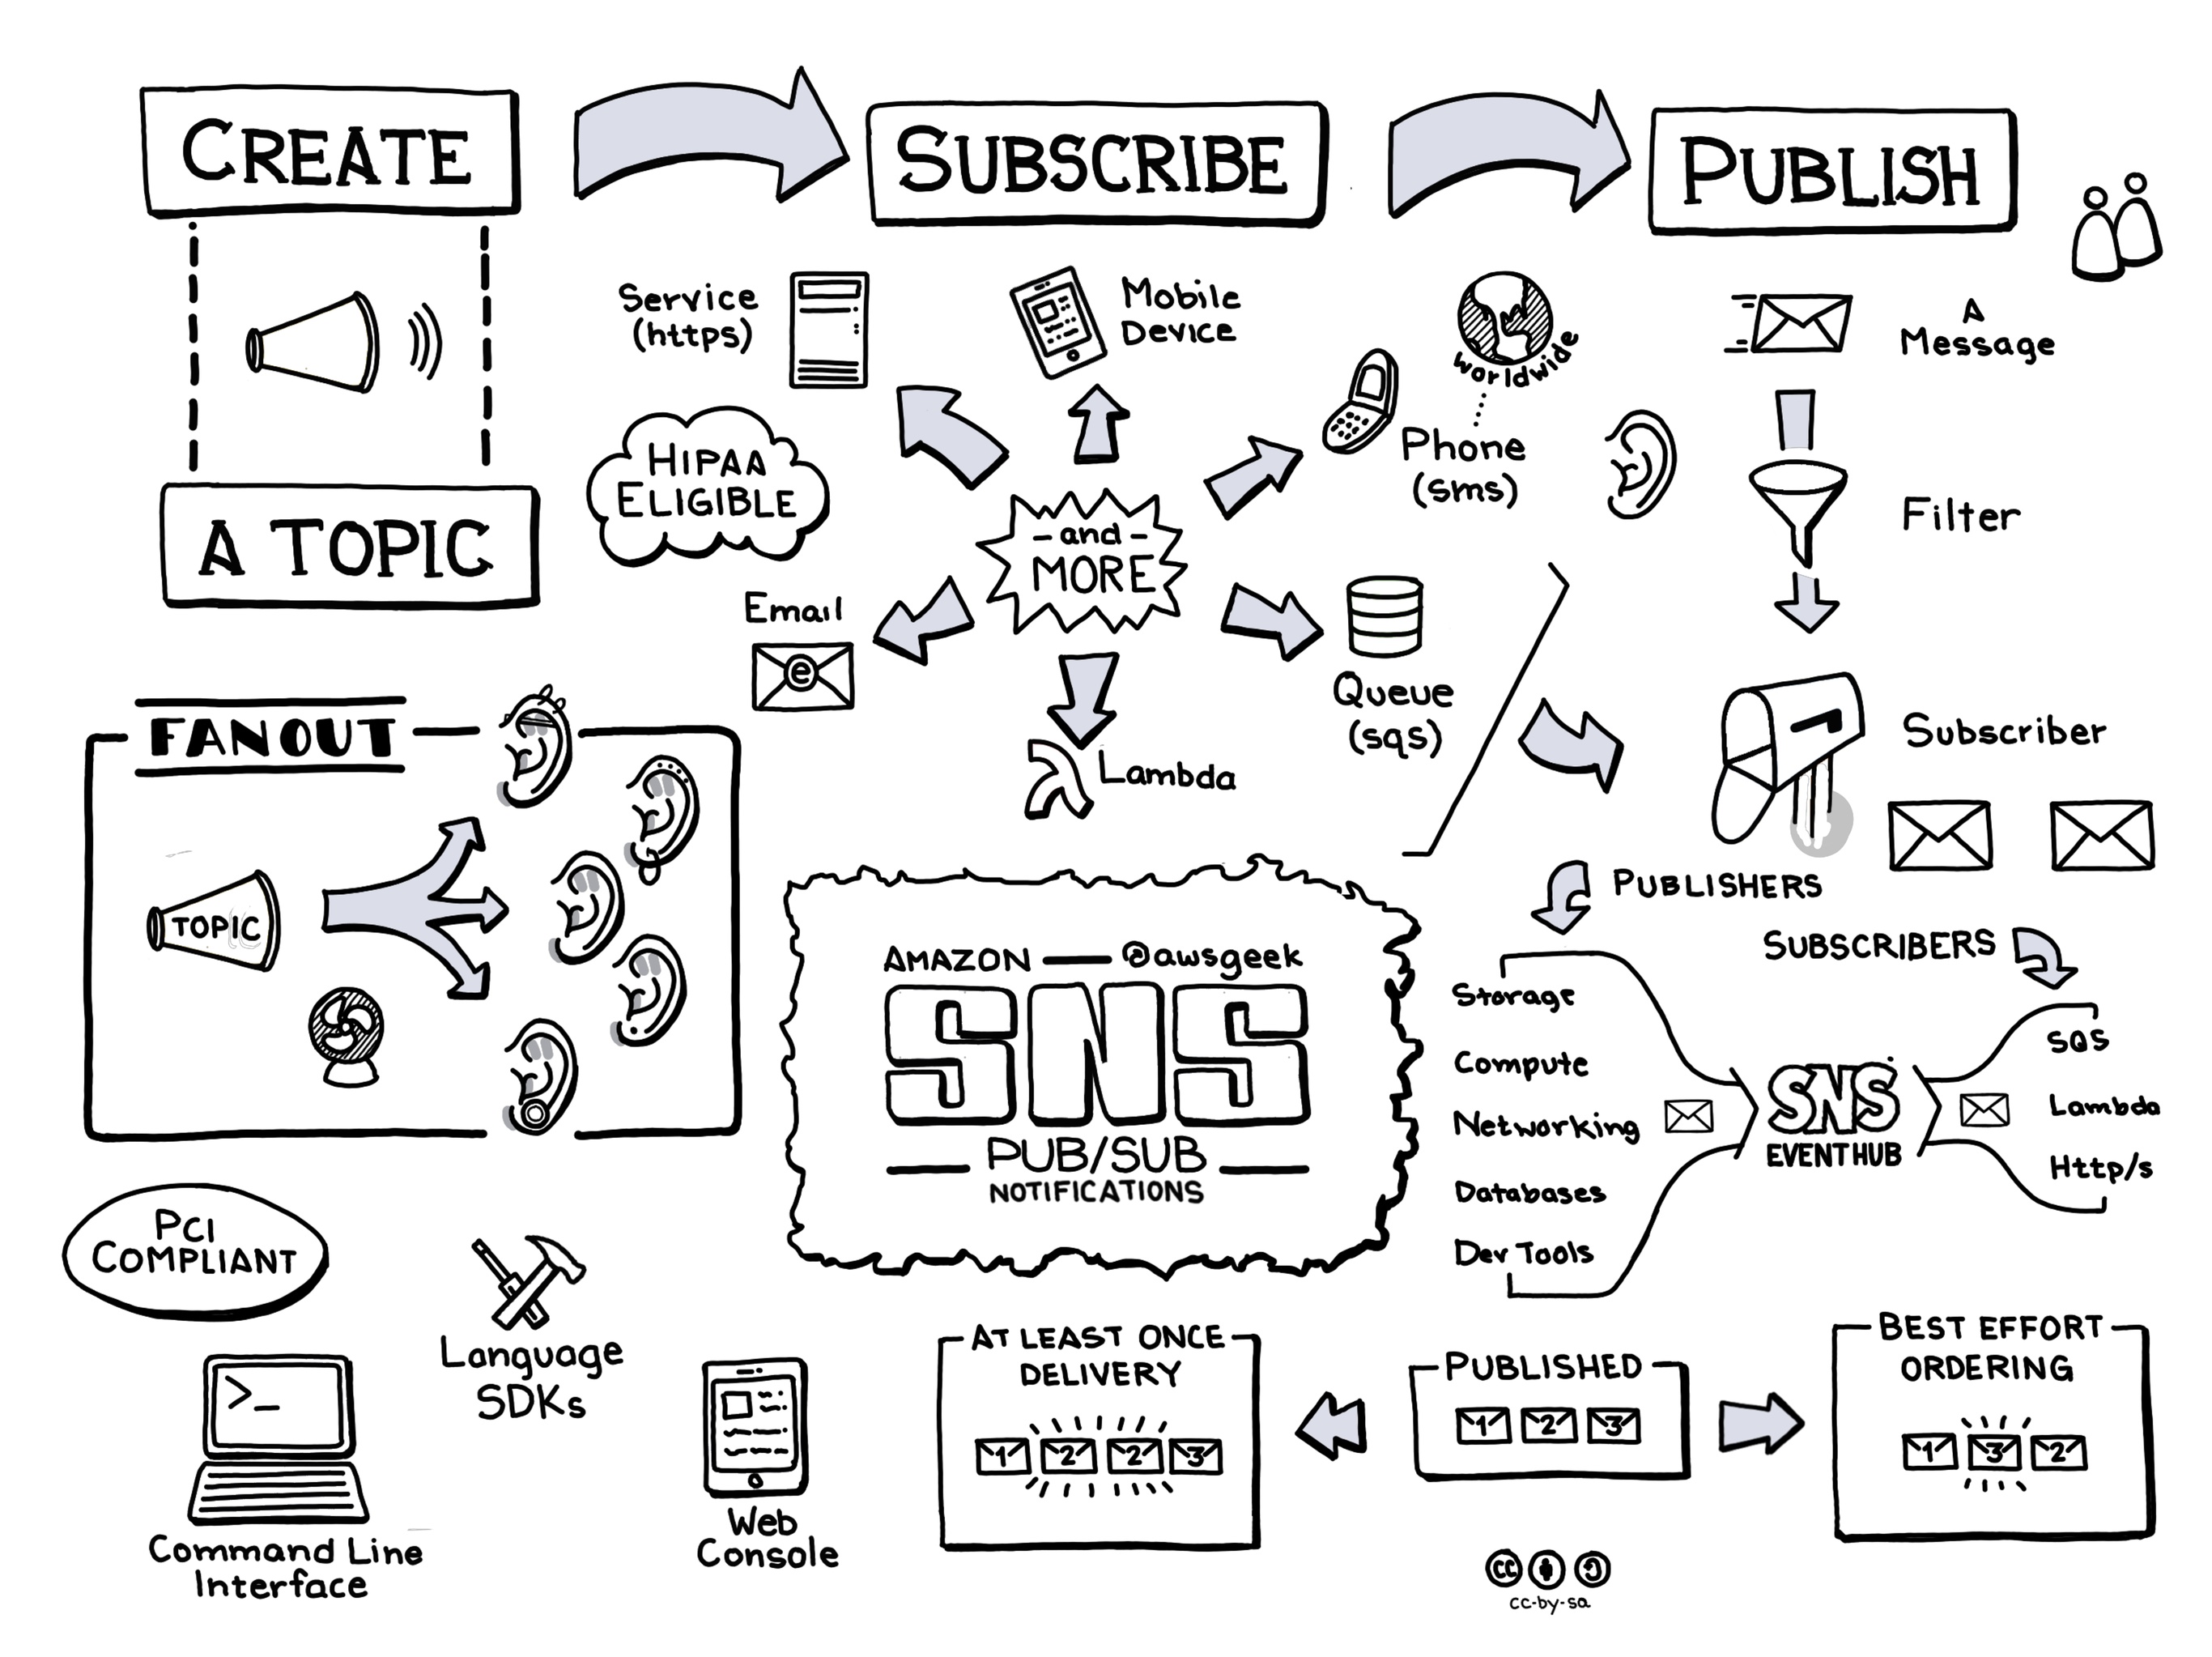 CREATE
A TOPIC
SUBSCRIBE
PUBLISH
Service
(https)
Mobile
Device
worldwide
Phone
(sms)
HIPAA
ELIGIBLE
- and -
MORE
Email
e
Queue
(sqs)
Lambda
A
Message
Filter
Subscriber
FANOUT
TOPIC
AMAZON — @awsgeek
SNS
PUB/SUB
NOTIFICATIONS
PUBLISHERS
SUBSCRIBERS
Storage
Compute
Networking
Databases
Dev Tools
SNS
EVENT HUB
SQS
Lambda
Http/s
PCI
COMPLIANT
Language
SDKs
>_
Command Line
Interface
Web
Console
AT LEAST ONCE
DELIVERY
1 2 2 3
PUBLISHED
1 2 3
BEST EFFORT
ORDERING
1 3 2
cc
cc-by-sa